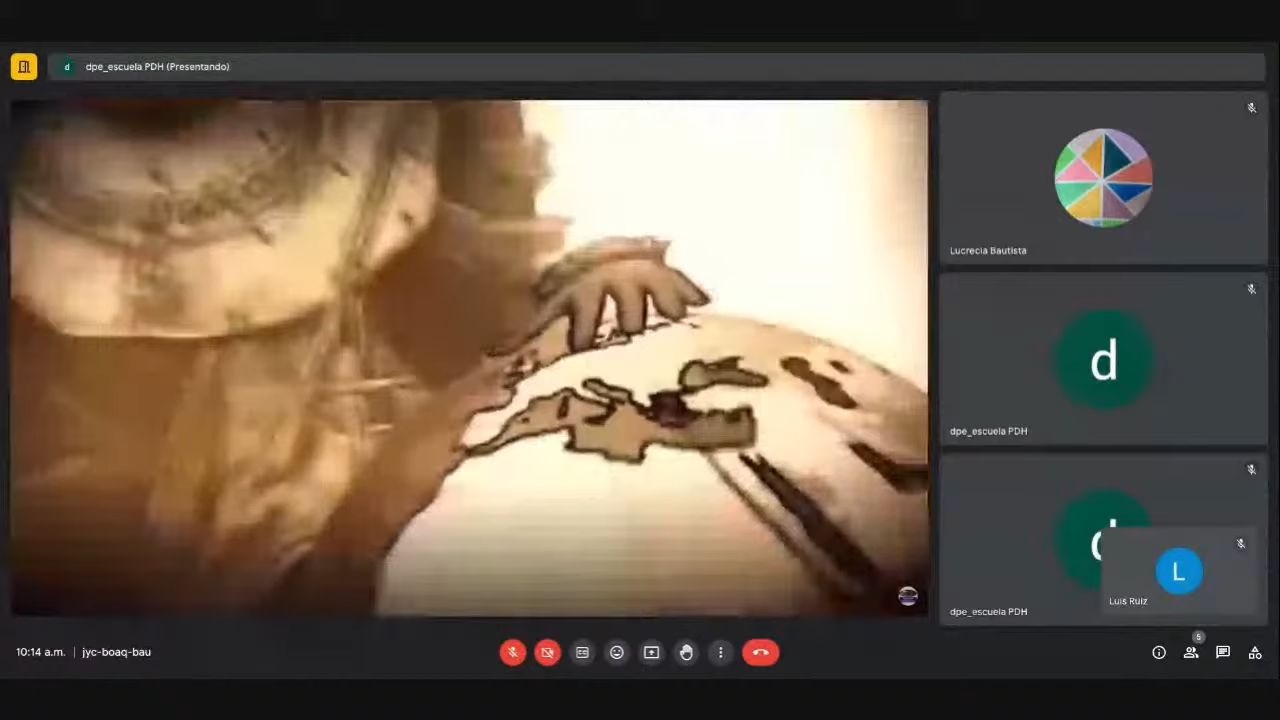 d
dpe_escuela PDH (Presentando)
Lucrecia Bautista
d
dpe_escuela PDH
d
dpe_escuela PDH
L
Luis Ruiz
10:14 a.m. | jyc-boaq-bau
5